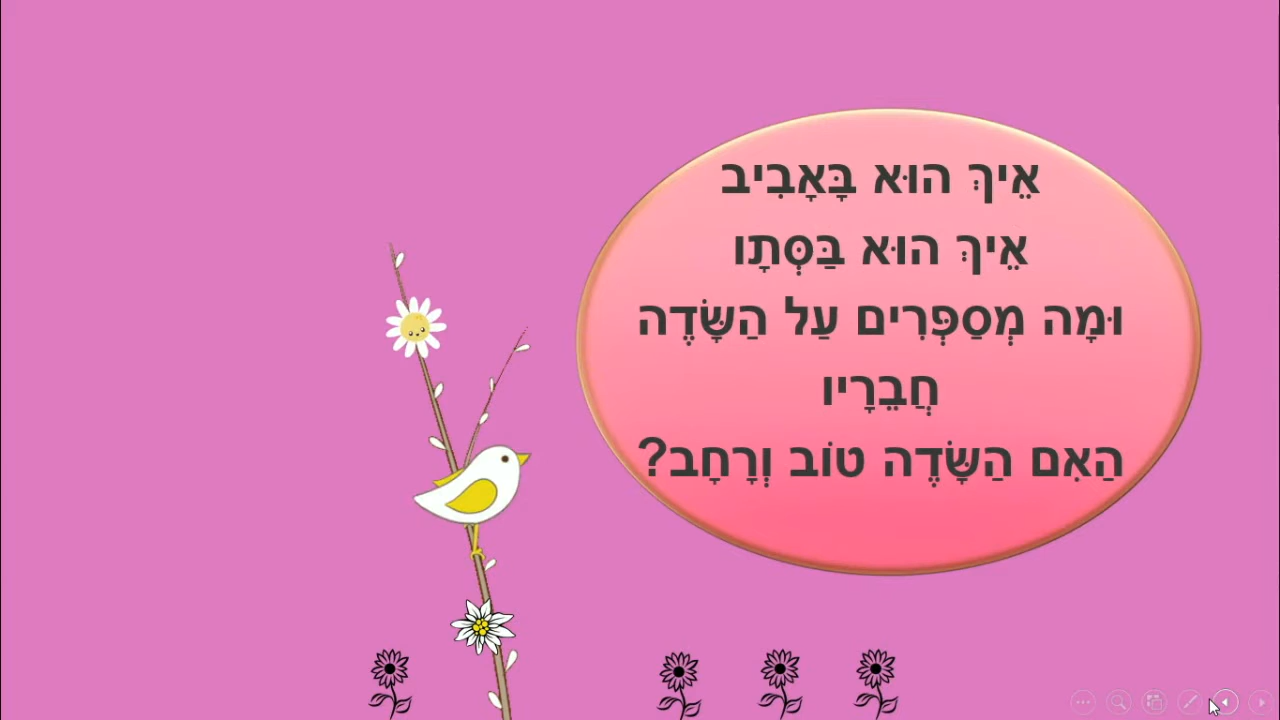 אֵיךְ הוּא בָּאָבִיב
אֵיךְ הוּא בַּסְּתָו
וּמָה מְסַפְּרִים עַל הַשָּׂדֶה
חֲבֵרָיו
הַאִם הַשָּׂדֶה טוֹב וְרָחָב?